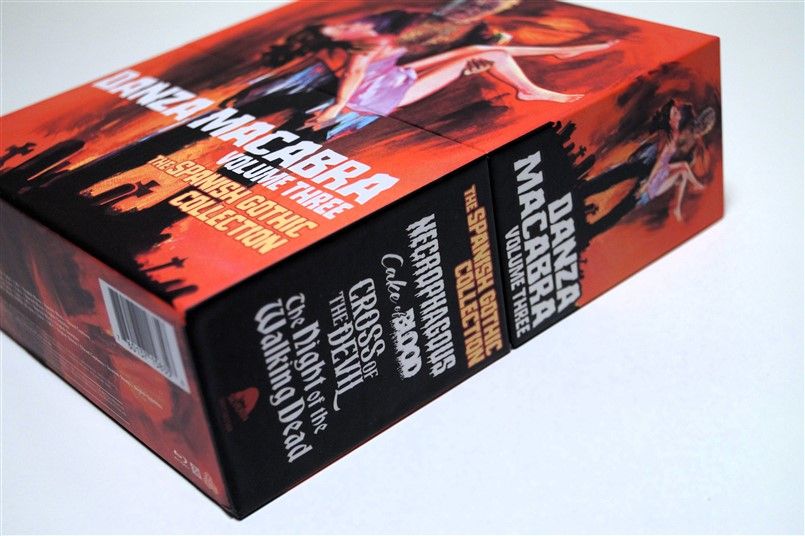 DANZA MACABRA
VOLUME THREE
THE SPANISH GOTHIC
COLLECTION
DANZA
MACABRA
VOLUME THREE
THE SPANISH GOTHIC
COLLECTION
NECROPHAGOUS
Cake of BLOOD
CROSS OF
THE DEVIL
The Night of the
Walking Dead